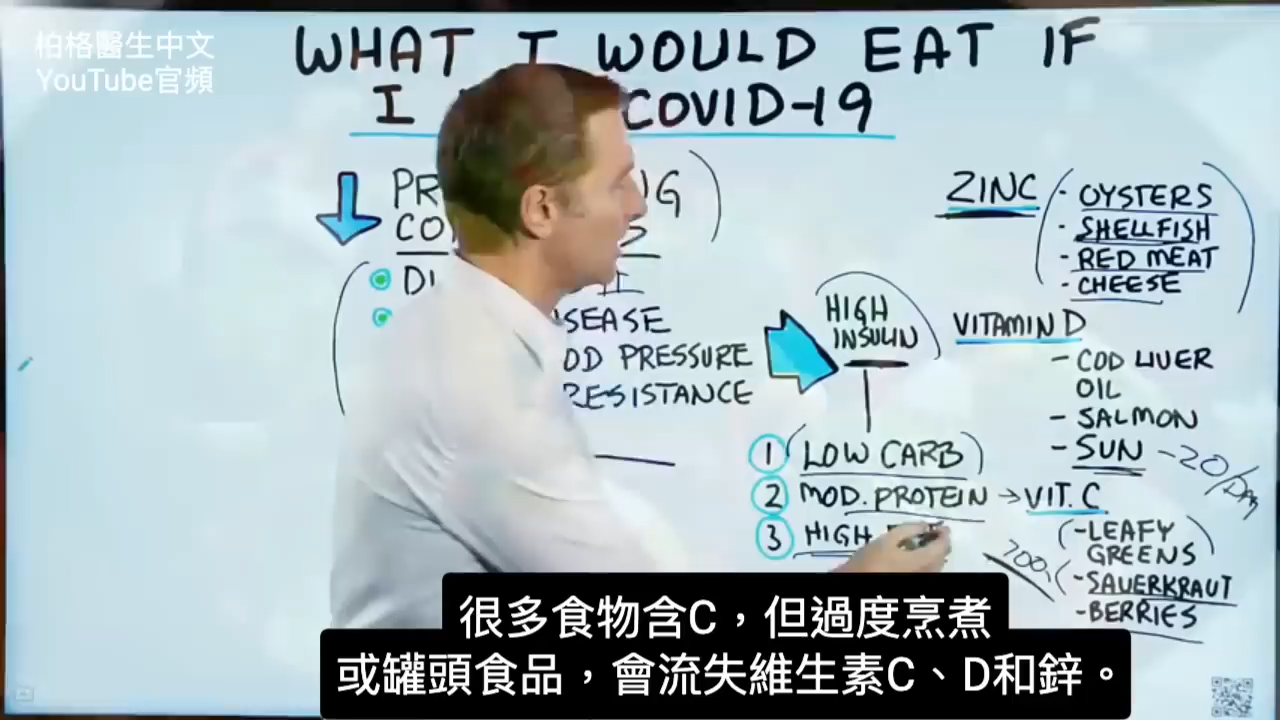 柏格醫生中文
YouTube官頻
WHAT I WOULD EAT IF
I COVID-19
ZINC
· OYSTERS
· SHELLFISH
· RED MEAT
· CHEESE
HIGH
INSULIN
VITAMIN D
- COD LIVER
OIL
- SALMON
- SUN -20/DAY
OD PRESSURE
RESISTANCE
1 (LOW CARB)
2 MOD. PROTEIN → VIT. C
3 HIGH
-LEAFY
GREENS
-SAUERKRAUT
-BERRIES
很多食物含C，但過度烹煮
或罐頭食品，會流失維生素C、D和鋅。